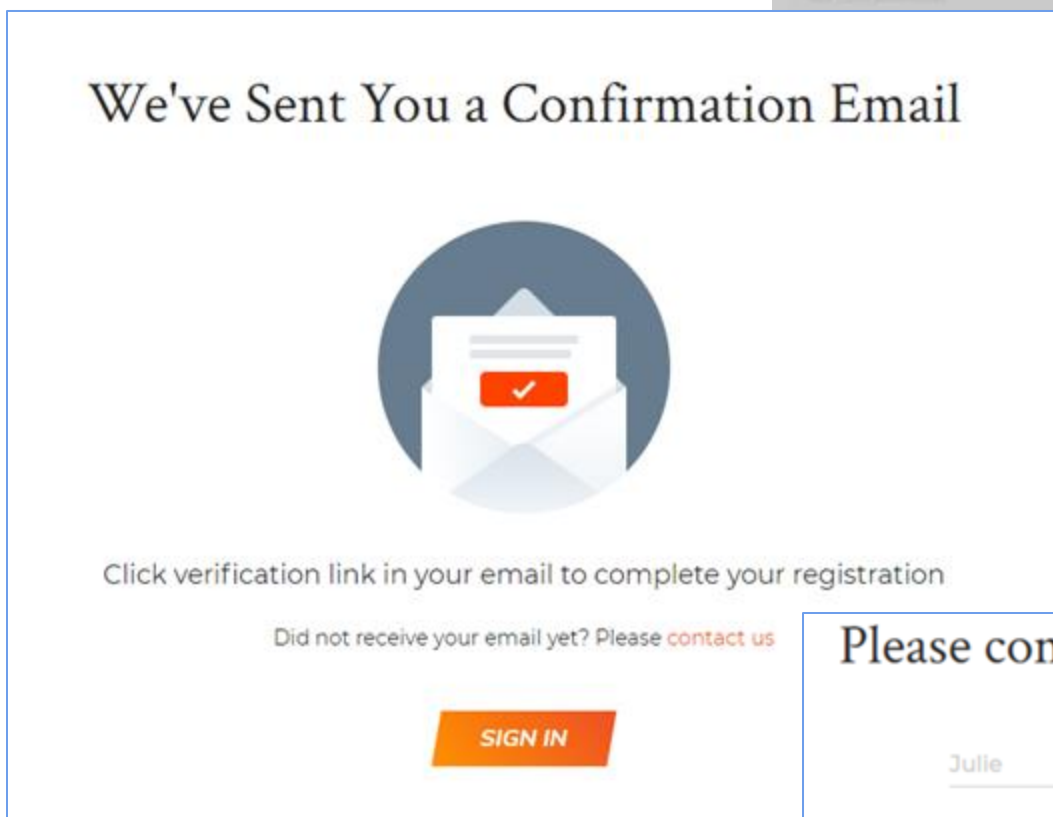 We've Sent You a Confirmation Email
Click verification link in your email to complete your registration
Did not receive your email yet? Please contact us
SIGN IN
Please con
Julie